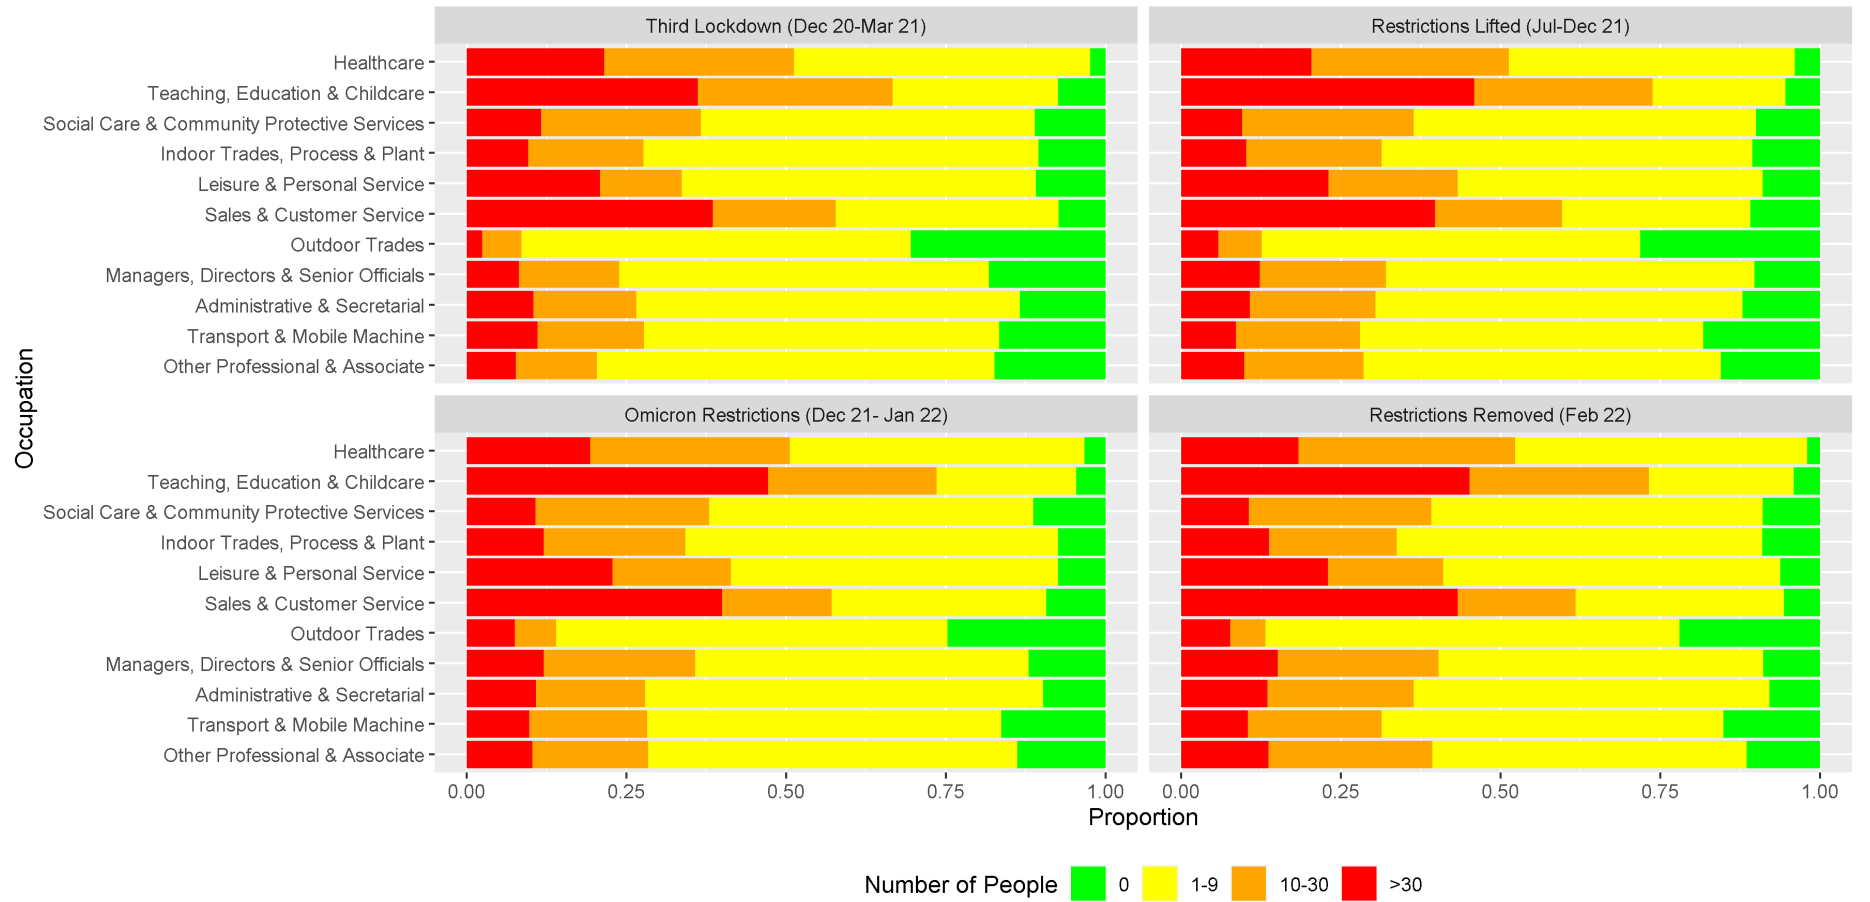 Third Lockdown (Dec 20-Mar 21)
Restrictions Lifted (Jul-Dec 21)
Healthcare
Teaching, Education & Childcare
Social Care & Community Protective Services
Indoor Trades, Process & Plant
Leisure & Personal Service
Sales & Customer Service
Outdoor Trades
Managers, Directors & Senior Officials
Administrative & Secretarial
Transport & Mobile Machine
Other Professional & Associate
Occupation
Omicron Restrictions (Dec 21- Jan 22)
Restrictions Removed (Feb 22)
Healthcare
Teaching, Education & Childcare
Social Care & Community Protective Services
Indoor Trades, Process & Plant
Leisure & Personal Service
Sales & Customer Service
Outdoor Trades
Managers, Directors & Senior Officials
Administrative & Secretarial
Transport & Mobile Machine
Other Professional & Associate
0.00 0.25 0.50 0.75 1.00 0.00 0.25 0.50 0.75 1.00
Proportion
Number of People 0 1-9 10-30 >30